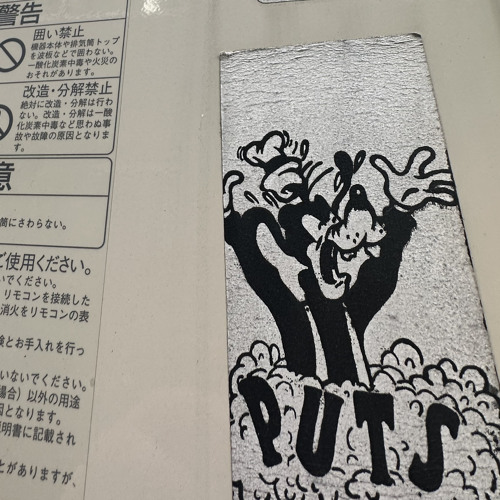 警告
囲い禁止
機器本体や排気筒トップ
を波板などで囲わない。
一酸化炭素中毒や火災の
おそれがあります。
改造・分解禁止
絶対に改造・分解は行わ
ない。改造・分解は一酸
化炭素中毒など思わぬ事
故や故障の原因となりま
す。
意
筒にさわらない。
ご使用ください。
いでください。
リモコンを接続した
消火をリモコンの表
検とお手入れを行っ
いないでください。
場合）以外の用途
因となります。
説明書に記載され
とがありますが、
PUTS